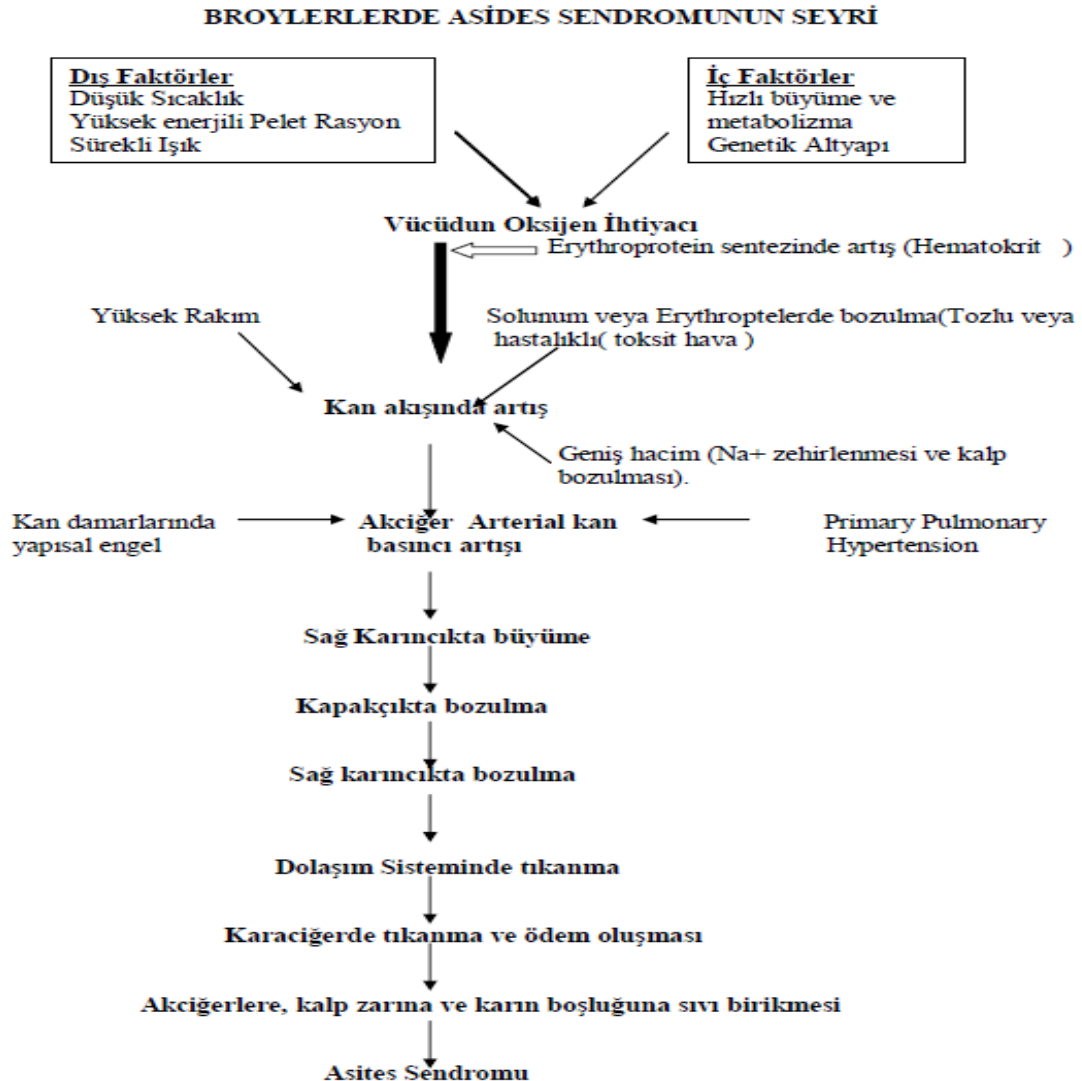 BROYLERLERDE ASİDES SENDROMUNUN SEYRİ
Dış Faktörler
Düşük Sıcaklık
Yüksek enerjili Pelet Rasyon
Sürekli Işık
İç Faktörler
Hızlı büyüme ve
metabolizma
Genetik Altyapı
Vücüdun Oksijen İhtiyacı
Erythroprotein sentezinde artış (Hematokrit )
Yüksek Rakım
Solunum veya Erythroptelerde bozulma(Tozlu veya
hastalıklı( toksit hava )
Kan akışında artış
Geniş hacim (Na+ zehirlenmesi ve kalp
bozulması).
Kan damarlarında
yapısal engel
Akciğer Arterial kan
basıncı artışı
Primary Pulmonary
Hypertension
Sağ Karıncıkta büyüme
Kapakçıkta bozulma
Sağ karıncıkta bozulma
Dolaşım Sisteminde tıkanma
Karaciğerde tıkanma ve ödem oluşması
Akciğerlere, kalp zarına ve karın boşluğuna sıvı birikmesi
Asites Sendromu